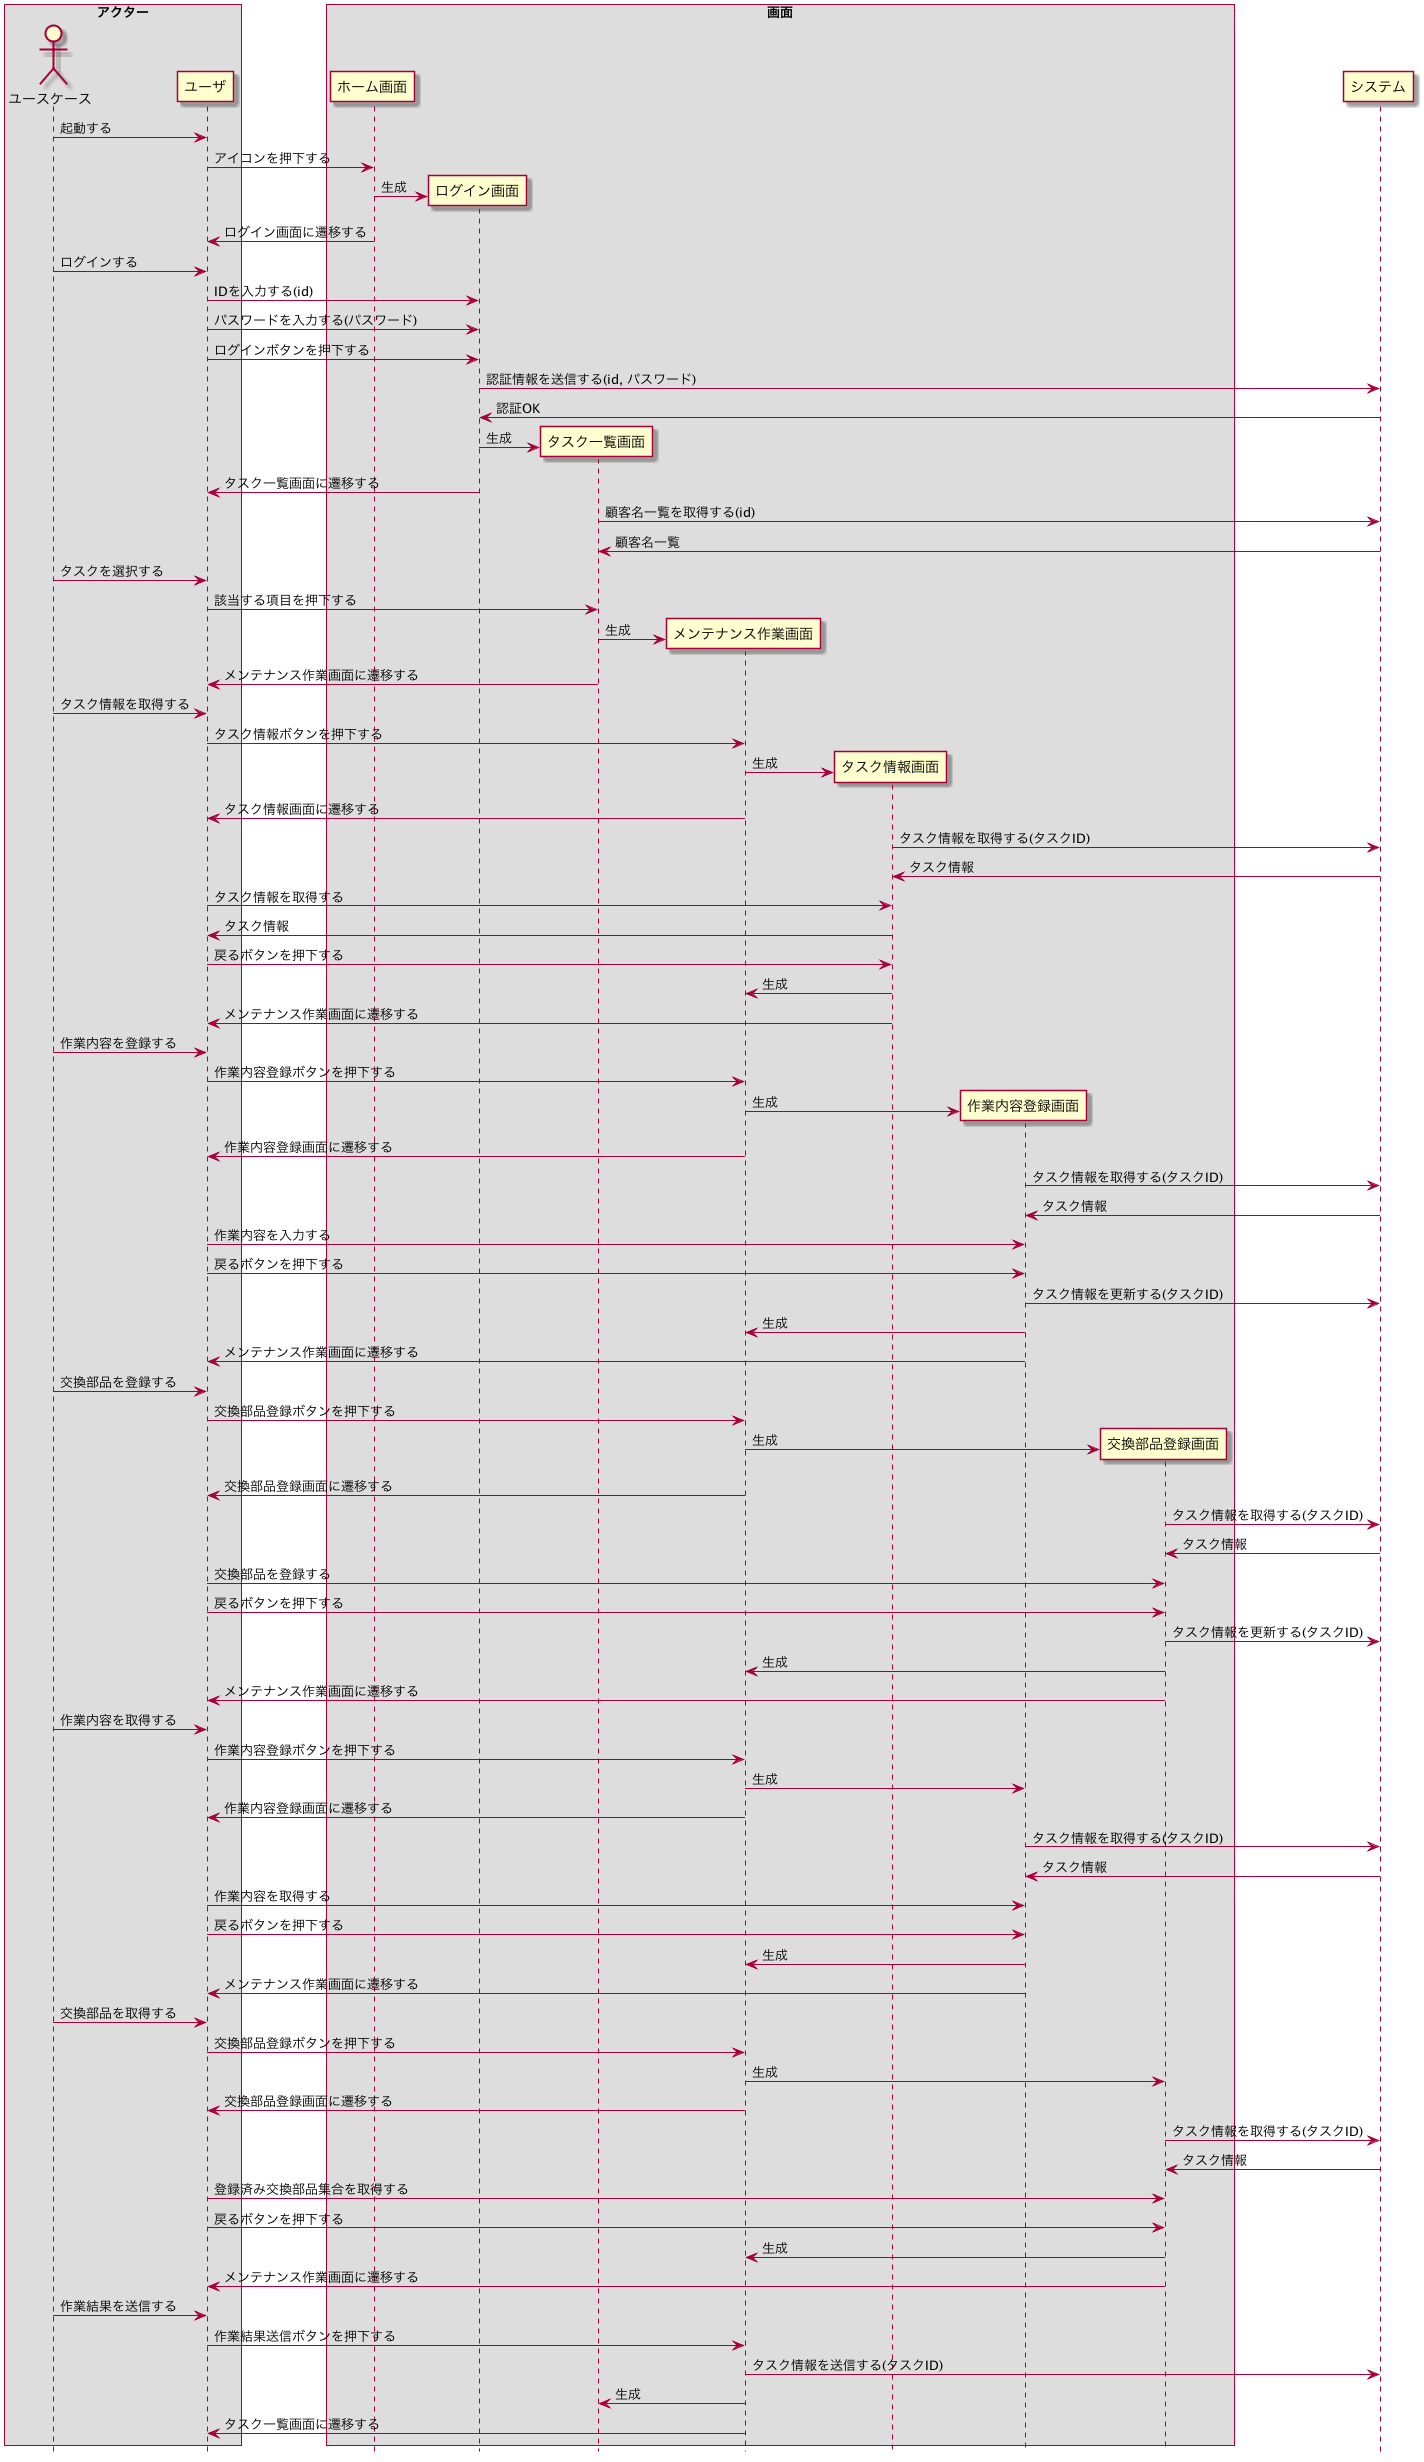 アクター
画面
ユースケース
ユーザ
ホーム画面
システム
起動する
アイコンを押下する
生成
ログイン画面
ログイン画面に遷移する
ログインする
IDを入力する(id)
パスワードを入力する(パスワード)
ログインボタンを押下する
認証情報を送信する(id, パスワード)
認証OK
生成
タスク一覧画面
タスク一覧画面に遷移する
顧客名一覧を取得する(id)
顧客名一覧
タスクを選択する
該当する項目を押下する
生成
メンテナンス作業画面
メンテナンス作業画面に遷移する
タスク情報を取得する
タスク情報ボタンを押下する
生成
タスク情報画面
タスク情報画面に遷移する
タスク情報を取得する(タスクID)
タスク情報
タスク情報を取得する
タスク情報
戻るボタンを押下する
生成
メンテナンス作業画面に遷移する
作業内容を登録する
作業内容登録ボタンを押下する
生成
作業内容登録画面
作業内容登録画面に遷移する
タスク情報を取得する(タスクID)
タスク情報
作業内容を入力する
戻るボタンを押下する
タスク情報を更新する(タスクID)
生成
メンテナンス作業画面に遷移する
交換部品を登録する
交換部品登録ボタンを押下する
生成
交換部品登録画面
交換部品登録画面に遷移する
タスク情報を取得する(タスクID)
タスク情報
交換部品を登録する
戻るボタンを押下する
タスク情報を更新する(タスクID)
生成
メンテナンス作業画面に遷移する
作業内容を取得する
作業内容登録ボタンを押下する
生成
作業内容登録画面に遷移する
タスク情報を取得する(タスクID)
タスク情報
作業内容を取得する
戻るボタンを押下する
生成
メンテナンス作業画面に遷移する
交換部品を取得する
交換部品登録ボタンを押下する
生成
交換部品登録画面に遷移する
タスク情報を取得する(タスクID)
タスク情報
登録済み交換部品集合を取得する
戻るボタンを押下する
生成
メンテナンス作業画面に遷移する
作業結果を送信する
作業結果送信ボタンを押下する
タスク情報を送信する(タスクID)
生成
タスク一覧画面に遷移する